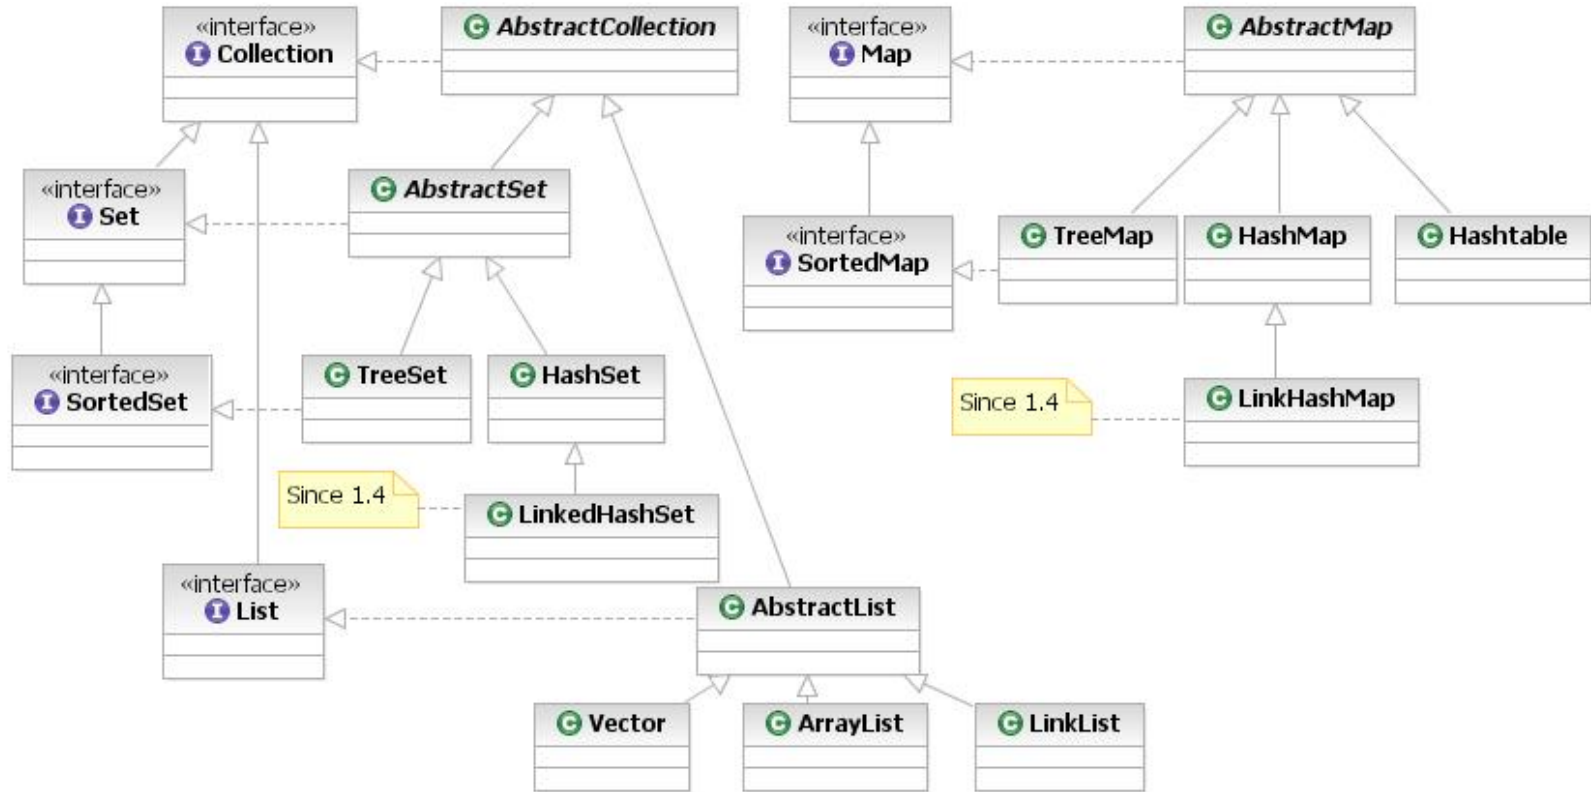 «interface»
Collection
AbstractCollection
«interface»
Map
AbstractMap
«interface»
Set
AbstractSet
«interface»
SortedMap
TreeMap
HashMap
Hashtable
«interface»
SortedSet
TreeSet
HashSet
Since 1.4
LinkHashMap
Since 1.4
LinkedHashSet
«interface»
List
AbstractList
Vector
ArrayList
LinkList